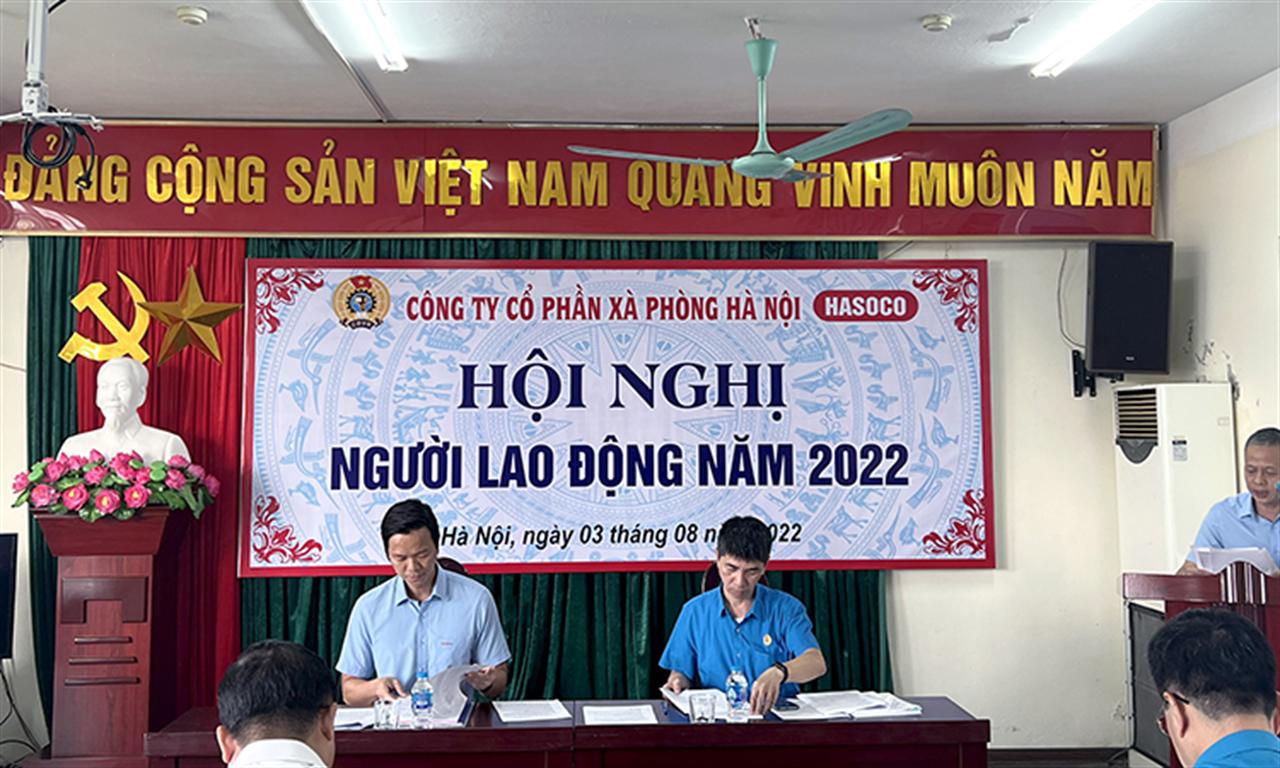 ĐẢNG CỘNG SẢN VIỆT NAM QUANG VINH MUÔN NĂM
CÔNG TY CỔ PHẦN XÀ PHÒNG HÀ NỘI HASOCO
HỘI NGHỊ
NGƯỜI LAO ĐỘNG NĂM 2022
Hà Nội, ngày 03 tháng 08 2022